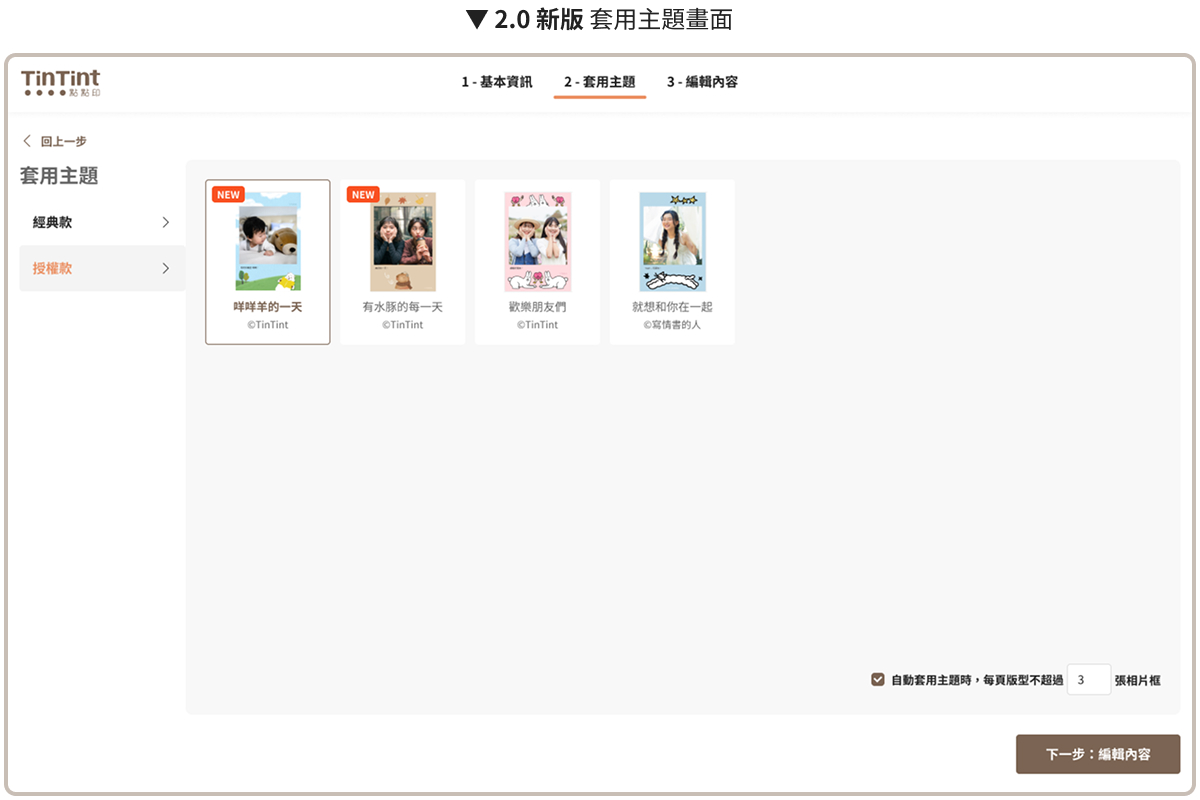 ▼ 2.0 新版 套用主題畫面
TinTint
點點印
1 - 基本資訊
2 - 套用主題
3 - 編輯內容
回上一步
套用主題
經典款
授權款
NEW
咩咩羊的一天
©TinTint
NEW
有水豚的每一天
©TinTint
歡樂朋友們
©TinTint
就想和你在一起
©寫情書的人
自動套用主題時，每頁版型不超過 3 張相片框
下一步：編輯內容